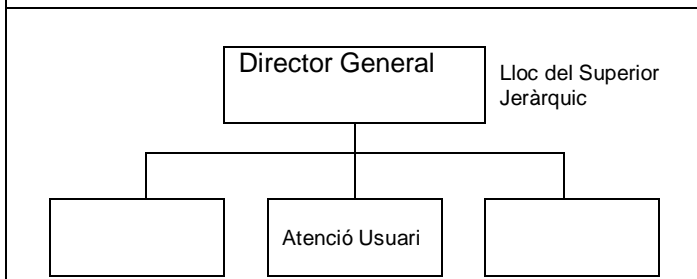 Director General
Lloc del Superior
Jeràrquic
Atenció Usuari